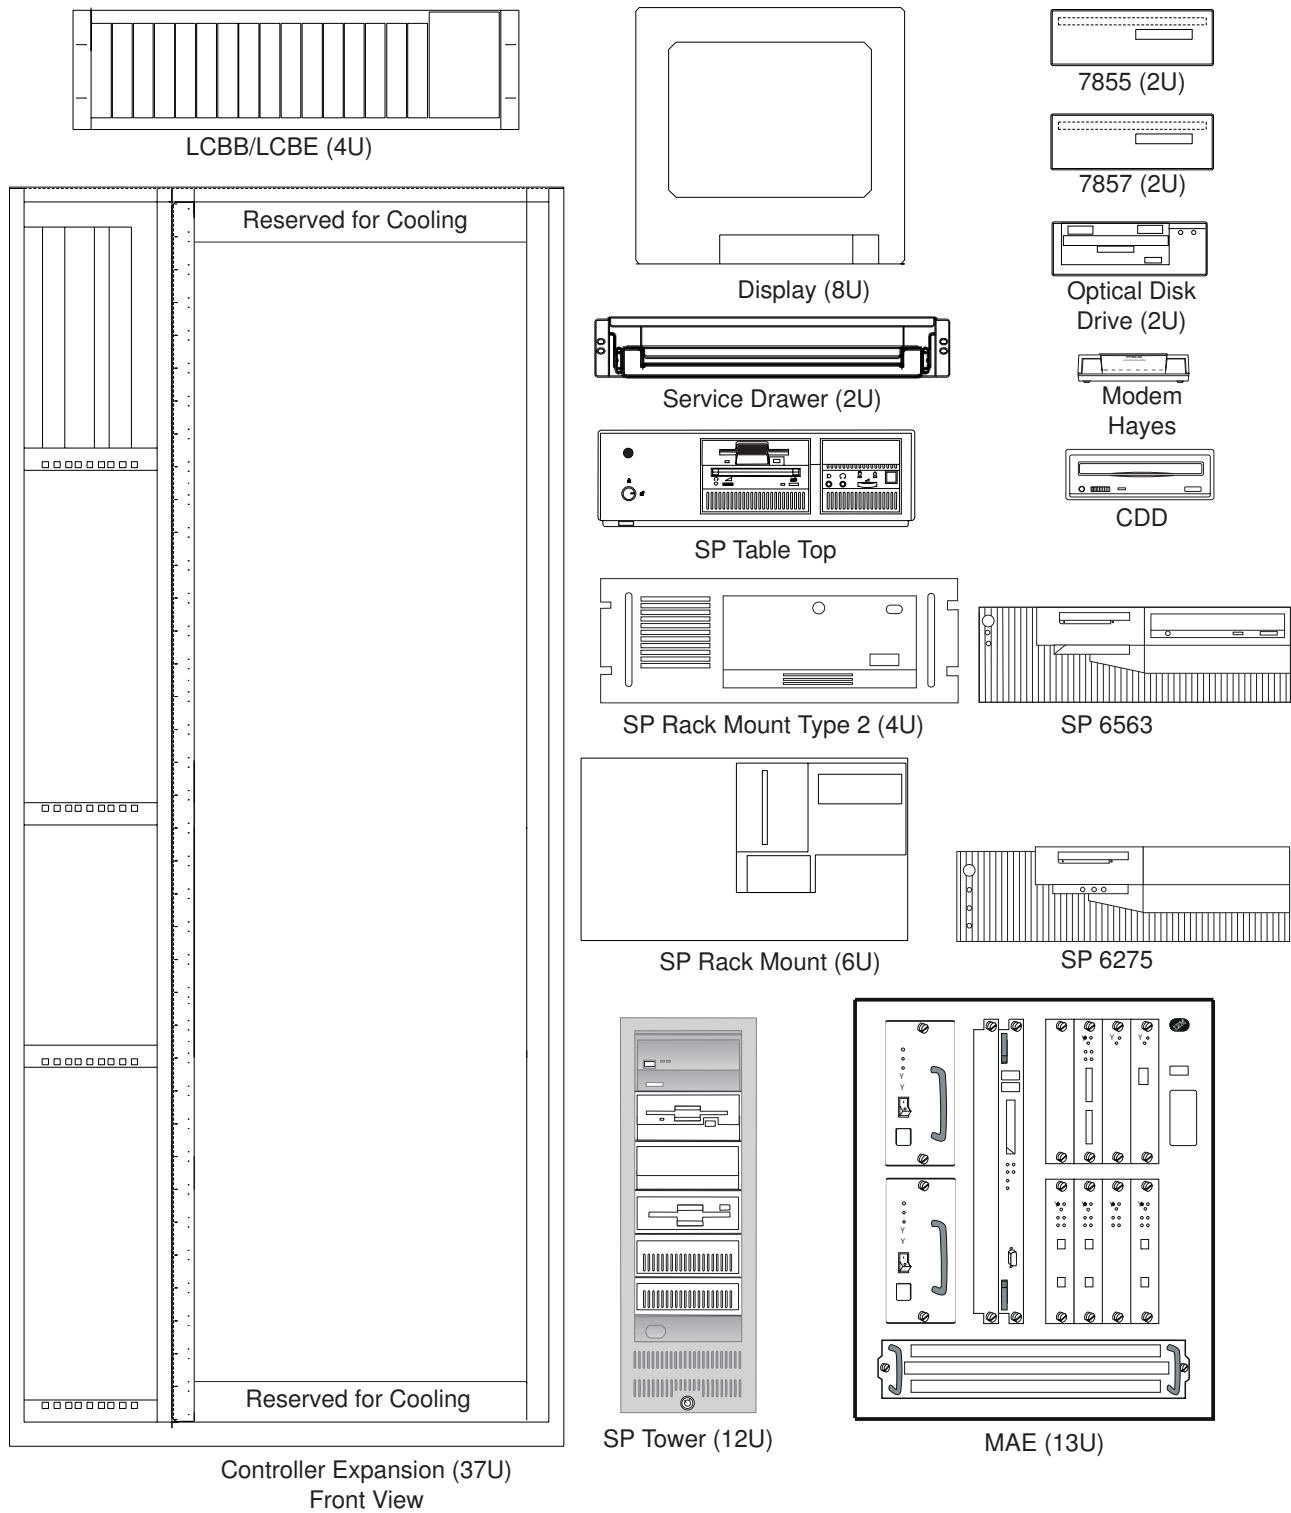 LCBB/LCBE (4U)
Reserved for Cooling
Reserved for Cooling
Controller Expansion (37U)
Front View
Display (8U)
Service Drawer (2U)
SP Table Top
SP Rack Mount Type 2 (4U)
SP Rack Mount (6U)
SP Tower (12U)
7855 (2U)
7857 (2U)
Optical Disk
Drive (2U)
Modem
Hayes
CDD
SP 6563
SP 6275
IBM
MAE (13U)